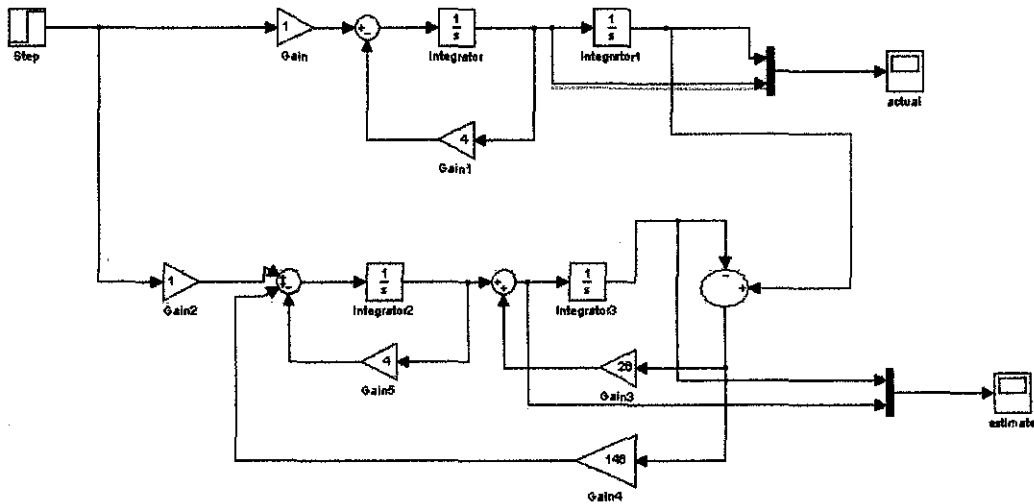 Step
1
Gain
+
-
1
s
Integrator
1
s
Integrator1
actual
4
Gain1
1
Gain2
+
-
1
s
Integrator2
+
+
1
s
Integrator3
-
+
4
Gain5
Gain3
Gain4
estimate